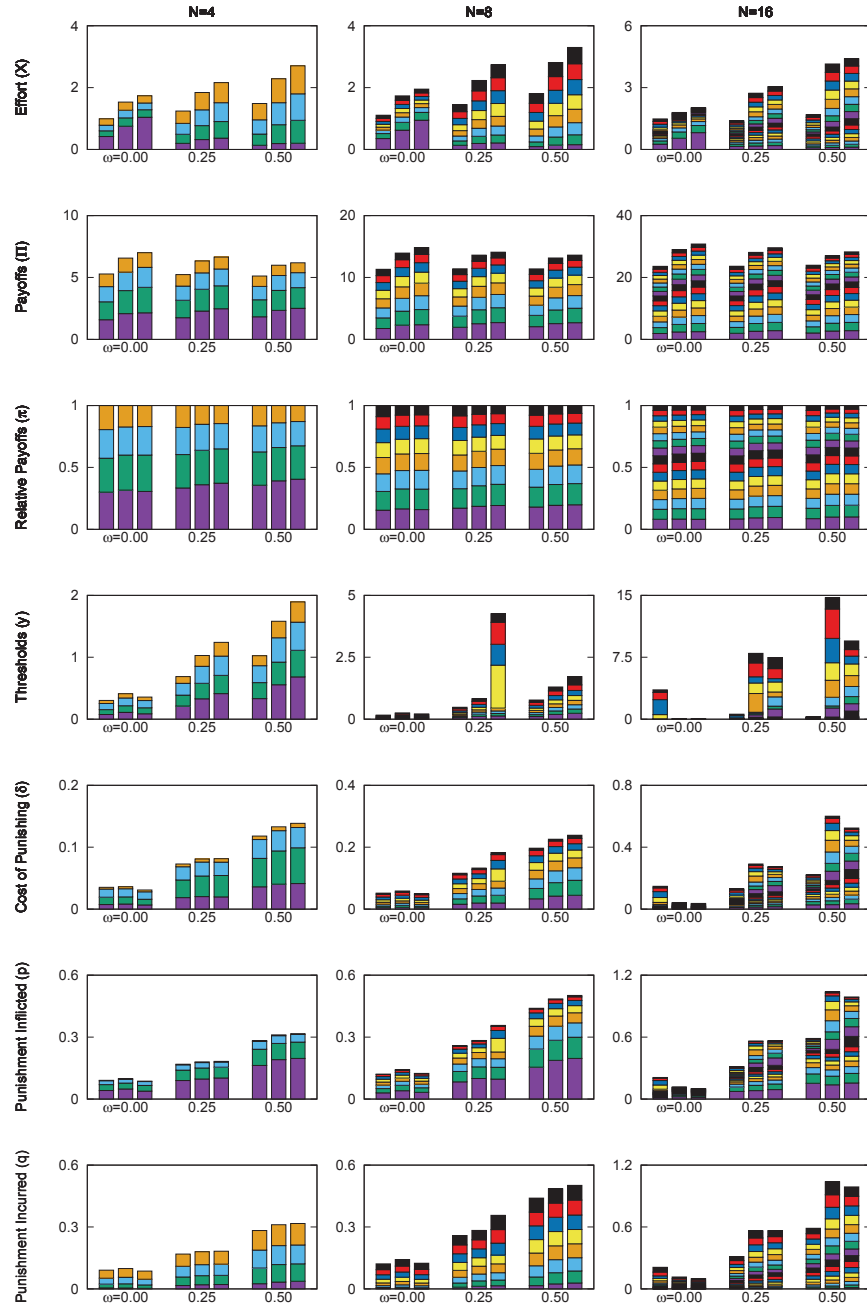 N=4 N=8 N=16
Effort (X)
4 2 0
ω=0.00 0.25 0.50
4 2 0
ω=0.00 0.25 0.50
6 3 0
ω=0.00 0.25 0.50
Payoffs (Π)
10 5 0
ω=0.00 0.25 0.50
20 10 0
ω=0.00 0.25 0.50
40 20 0
ω=0.00 0.25 0.50
Relative Payoffs (π)
1 0.5 0
ω=0.00 0.25 0.50
1 0.5 0
ω=0.00 0.25 0.50
1 0.5 0
ω=0.00 0.25 0.50
Thresholds (y)
2 1 0
ω=0.00 0.25 0.50
5 2.5 0
ω=0.00 0.25 0.50
15 7.5 0
ω=0.00 0.25 0.50
Cost of Punishing (δ)
0.2 0.1 0
ω=0.00 0.25 0.50
0.4 0.2 0
ω=0.00 0.25 0.50
0.8 0.4 0
ω=0.00 0.25 0.50
Punishment Inflicted (p)
0.6 0.3 0
ω=0.00 0.25 0.50
0.6 0.3 0
ω=0.00 0.25 0.50
1.2 0.6 0
ω=0.00 0.25 0.50
Punishment Incurred (q)
0.6 0.3 0
ω=0.00 0.25 0.50
0.6 0.3 0
ω=0.00 0.25 0.50
1.2 0.6 0
ω=0.00 0.25 0.50